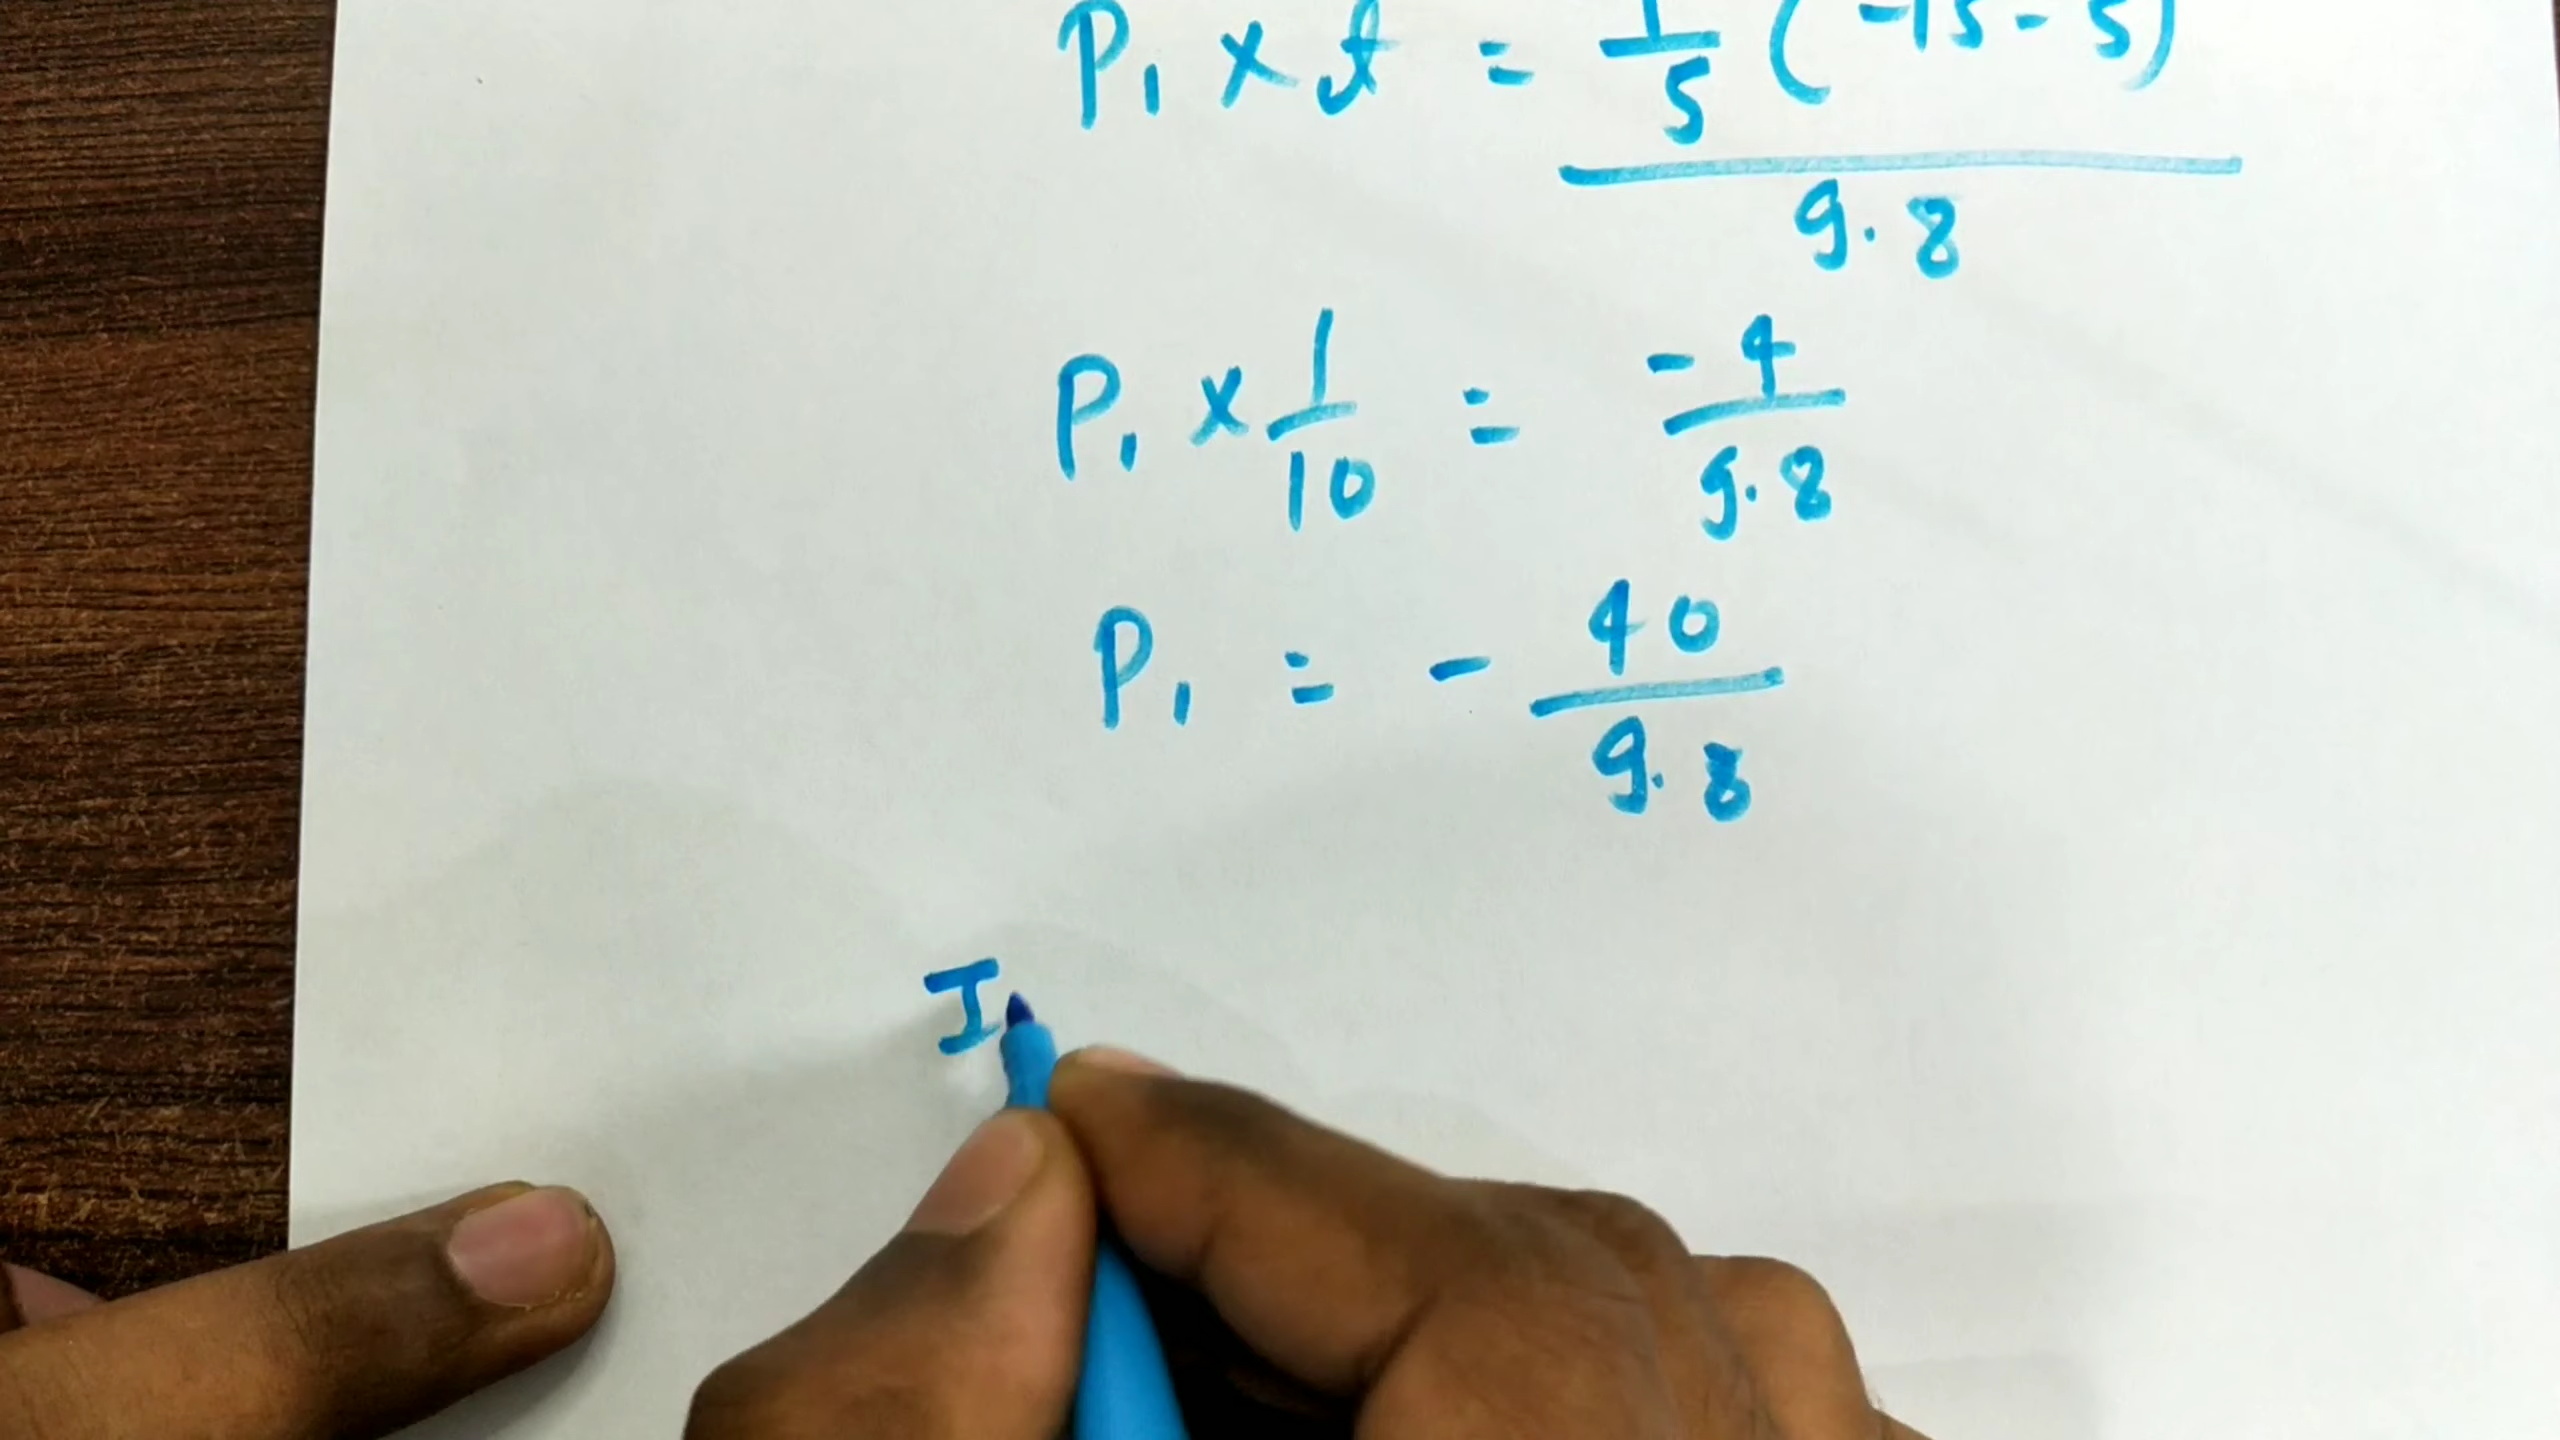 P₁ × t = 1/5 (-15 - 5) / 9.8
P₁ × 1/10 = -4/9.8
P₁ = - 40/9.8
I